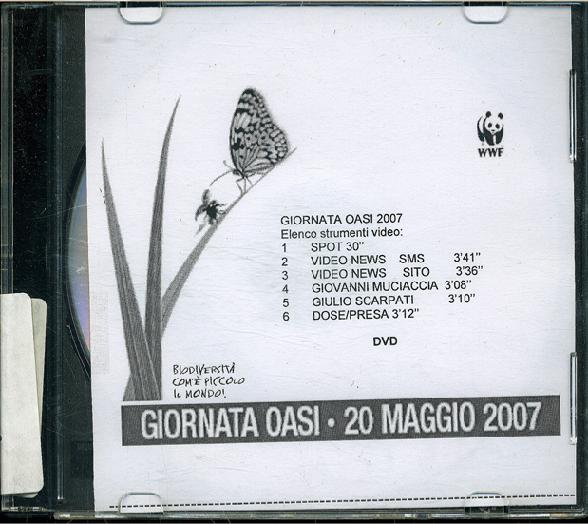 WWF
GIORNATA OASI 2007
Elenco strumenti video:
1 SPOT 30"
2 VIDEO NEWS SMS 3'41"
3 VIDEO NEWS SITO 3'36"
4 GIOVANNI MUCIACCIA 3'08"
5 GIULIO SCARPATI 3'10"
6 DOSE/PRESA 3'12"
DVD
BIODIVERSITÀ
COM'È PICCOLO
IL MONDO!
GIORNATA OASI • 20 MAGGIO 2007